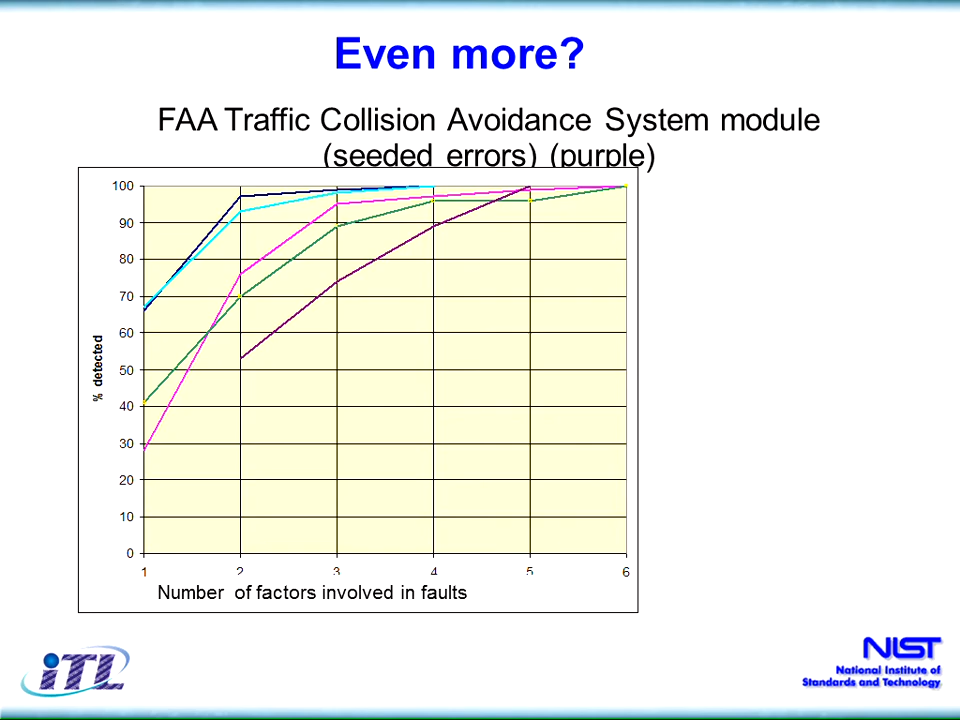 Even more?
FAA Traffic Collision Avoidance System module
(seeded errors) (purple)
100
90
80
70
60
50
40
30
20
10
0
% detected
1 2 3 4 5 6
Number of factors involved in faults
iTL
NIST
National Institute of
Standards and Technology